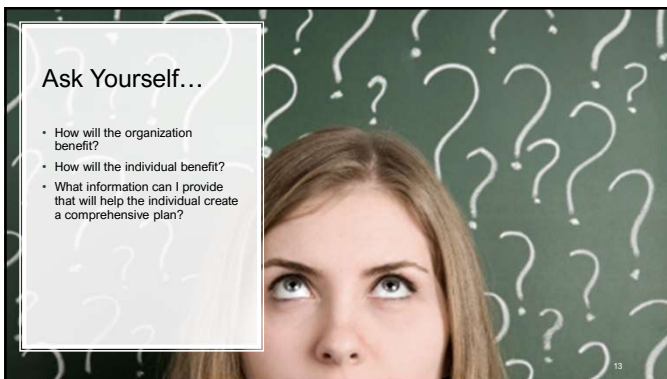 Ask Yourself…
• How will the organization
benefit?
• How will the individual benefit?
• What information can I provide
that will help the individual create
a comprehensive plan?
13